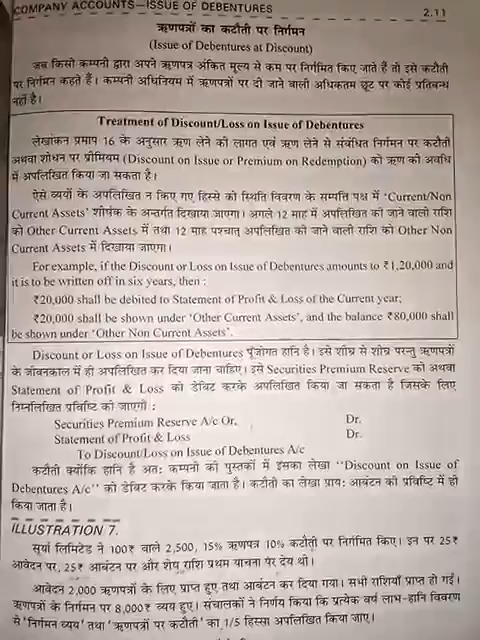 COMPANY ACCOUNTS—ISSUE OF DEBENTURES
2.11
ऋणपत्रों का कटौती पर निर्गमन
(Issue of Debentures at Discount)
जब किसी कम्पनी द्वारा अपने ऋणपत्र अंकित मूल्य से कम पर निर्गमित किए जाते हैं तो इसे कटौती
पर निर्गमन कहते हैं। कम्पनी अधिनियम में ऋणपत्रों पर दी जाने वाली अधिकतम छूट पर कोई प्रतिबन्ध
नहीं है।
Treatment of Discount/Loss on Issue of Debentures
लेखांकन प्रमाप 16 के अनुसार ऋण लेने की लागत एवं ऋण लेने से संबंधित निर्गमन पर कटौती
अथवा शोधन पर प्रीमियम (Discount on Issue or Premium on Redemption) को ऋण की अवधि
में अपलिखित किया जा सकता है।
ऐसे व्ययों के अपलिखित न किए गए हिस्से को स्थिति विवरण के सम्पत्ति पक्ष में 'Current/Non
Current Assets' शीर्षक के अन्तर्गत दिखाया जाएगा। अगले 12 माह में अपलिखित की जाने वाली राशि
को Other Current Assets में तथा 12 माह पश्चात् अपलिखित की जाने वाली राशि को Other Non
Current Assets में दिखाया जाएगा।
For example, if the Discount or Loss on Issue of Debentures amounts to ₹1,20,000 and
it is to be written off in six years, then :
₹20,000 shall be debited to Statement of Profit & Loss of the Current year;
₹20,000 shall be shown under 'Other Current Assets', and the balance ₹80,000 shall
be shown under 'Other Non Current Assets'.
Discount or Loss on Issue of Debentures पूंजीगत हानि है। इसे शीघ्र से शीघ्र परन्तु ऋणपत्रों
के जीवनकाल में ही अपलिखित कर दिया जाना चाहिए। इसे Securities Premium Reserve को अथवा
Statement of Profit & Loss को डेबिट करके अपलिखित किया जा सकता है जिसके लिए
निम्नलिखित प्रविष्टि की जाएगी :
Securities Premium Reserve A/c Or, Dr.
Statement of Profit & Loss Dr.
To Discount/Loss on Issue of Debentures A/c
कटौती क्योंकि हानि है अतः कम्पनी की पुस्तकों में इसका लेखा ''Discount on Issue of
Debentures A/c'' को डेबिट करके किया जाता है। कटौती का लेखा प्रायः आबंटन की प्रविष्टि में ही
किया जाता है।
ILLUSTRATION 7.
सूर्या लिमिटेड ने 100₹ वाले 2,500, 15% ऋणपत्र 10% कटौती पर निर्गमित किए। इन पर 25₹
आवेदन पर, 25₹ आबंटन पर और शेष राशि प्रथम याचना पर देय थी।
आवेदन 2,000 ऋणपत्रों के लिए प्राप्त हुए तथा आबंटन कर दिया गया। सभी राशियाँ प्राप्त हो गईं।
ऋणपत्रों के निर्गमन पर 8,000₹ व्यय हुए। संचालकों ने निर्णय किया कि प्रत्येक वर्ष लाभ-हानि विवरण
से 'निर्गमन व्यय' तथा 'ऋणपत्रों पर कटौती' का 1/5 हिस्सा अपलिखित किया जाए।